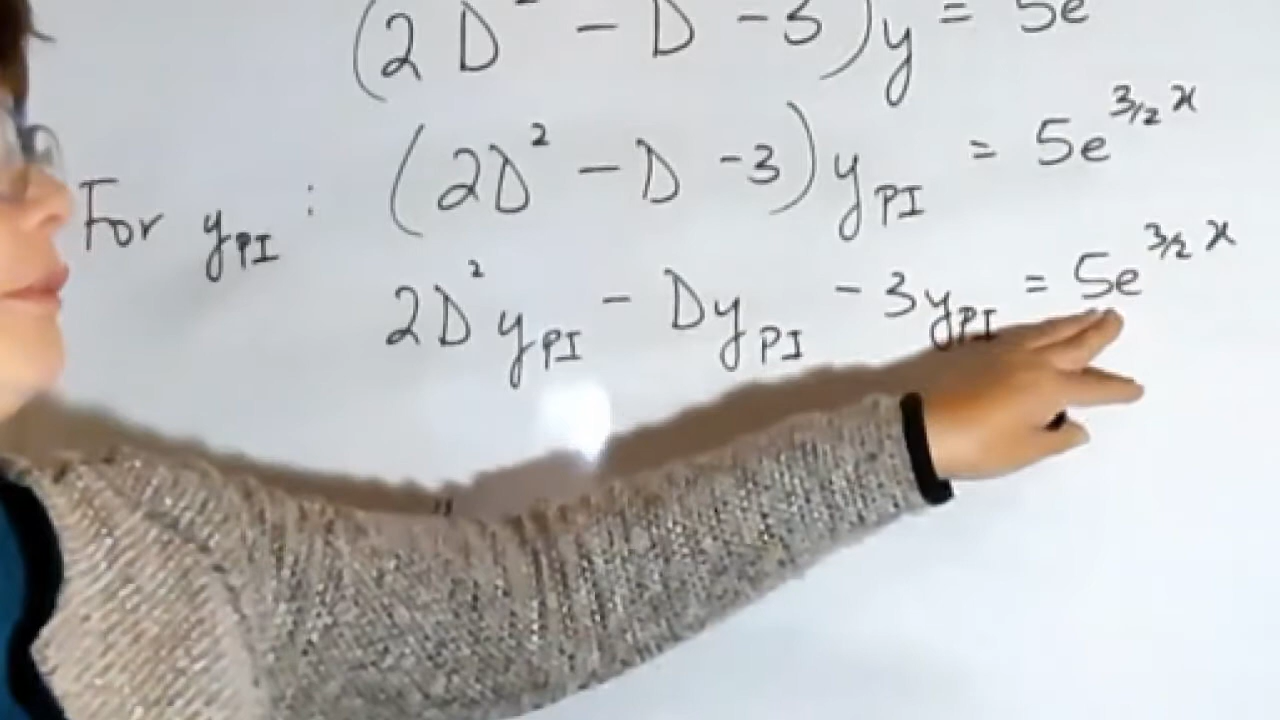 (2D² - D - 3)y = 5e
For y_PI : (2D² - D - 3)y_PI = 5e^(3/2 x)
2D²y_PI - Dy_PI - 3y_PI = 5e^(3/2 x)